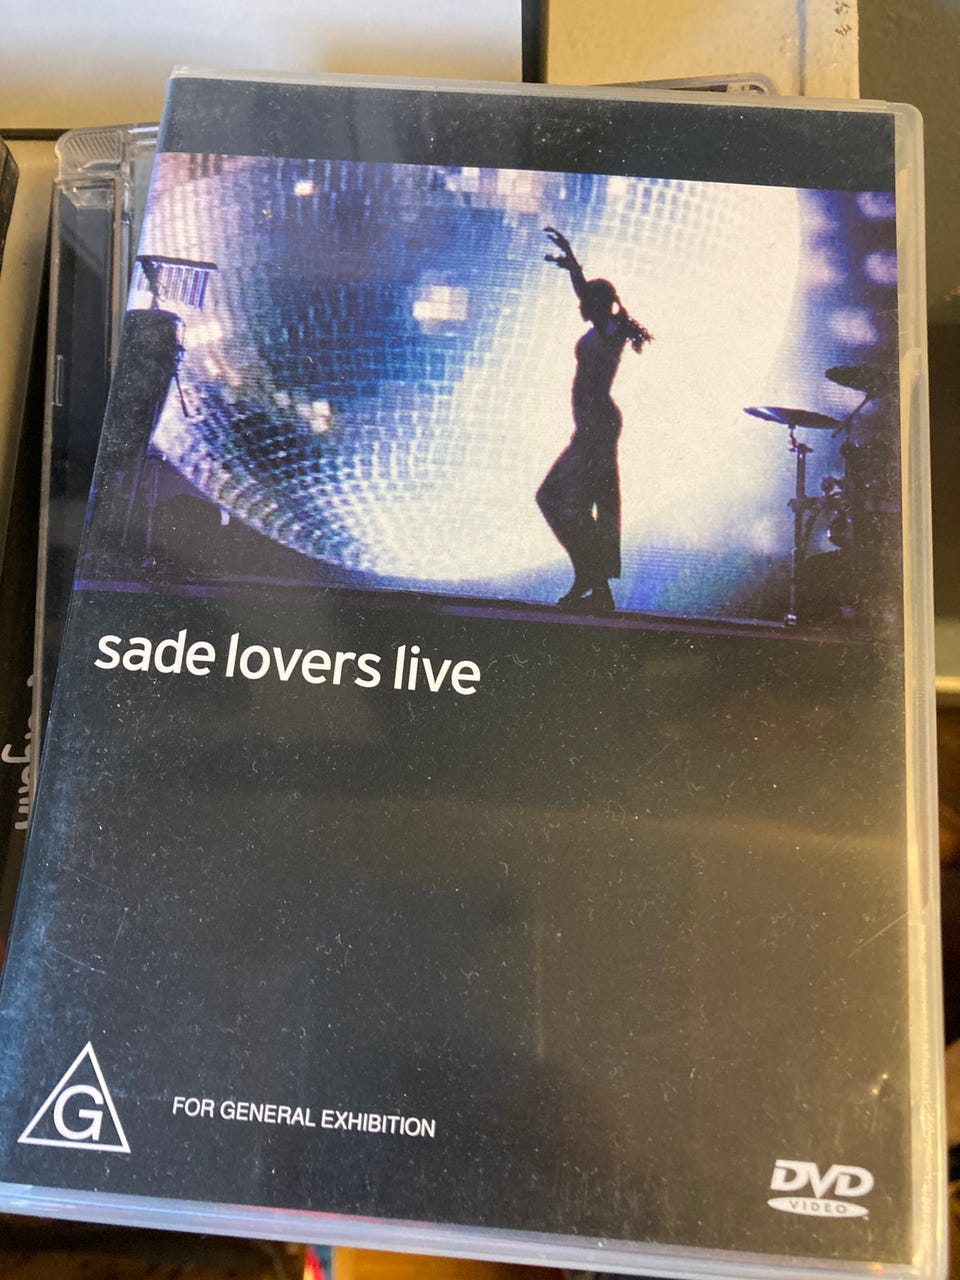 sade lovers live
G
FOR GENERAL EXHIBITION
DVD
VIDEO